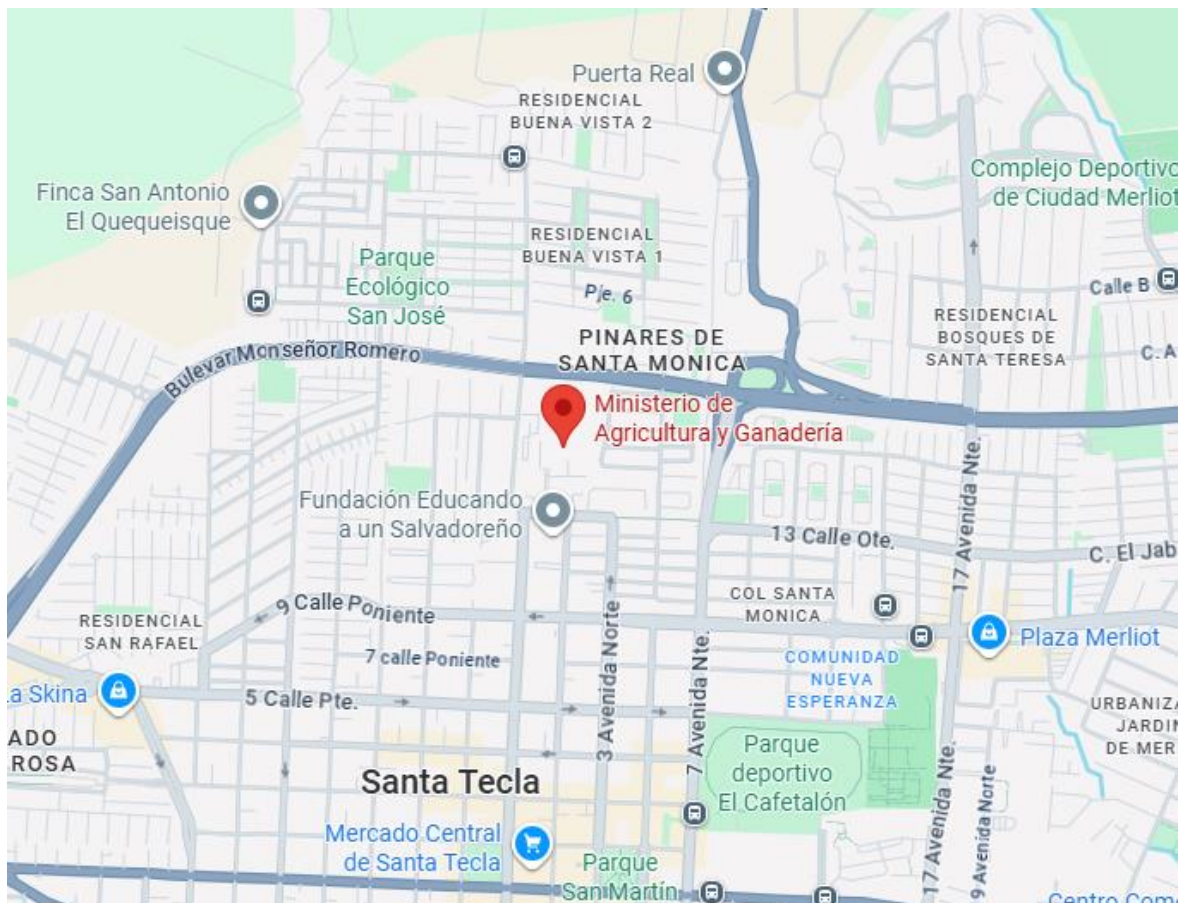 Puerta Real
RESIDENCIAL
BUENA VISTA 2
Complejo Deportivo
de Ciudad Merliot
Finca San Antonio
El Quequeisque
RESIDENCIAL
BUENA VISTA 1
Parque
Ecológico
San José
Pje. 6
Calle B
RESIDENCIAL
BOSQUES DE
SANTA TERESA
PINARES DE
SANTA MONICA
C. A
Bulevar Monseñor Romero
Ministerio de
Agricultura y Ganadería
Fundación Educando
a un Salvadoreño
17 Avenida Nte.
13 Calle Ote.
C. El Jab
COL SANTA
MONICA
9 Calle Poniente
RESIDENCIAL
SAN RAFAEL
3 Avenida Norte
7 Avenida Nte.
Plaza Merliot
7 calle Poniente
COMUNIDAD
NUEVA
ESPERANZA
a Skina
5 Calle Pte.
URBANIZA
JARDIN
DE MER
ADO
ROSA
Parque
deportivo
El Cafetalón
Santa Tecla
17 Avenida Nte.
9 Avenida Norte
Mercado Central
de Santa Tecla
Parque
San Martín
Centro Come